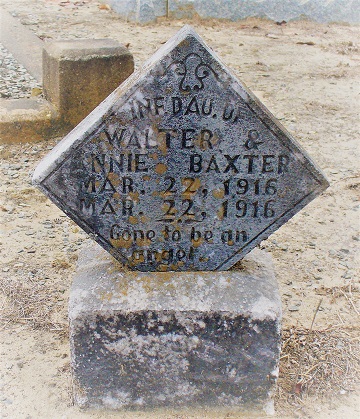 INF. DAU. OF
WALTER &
ANNIE BAXTER
MAR. 22, 1916
MAR. 22, 1916
Gone to be an
angel.